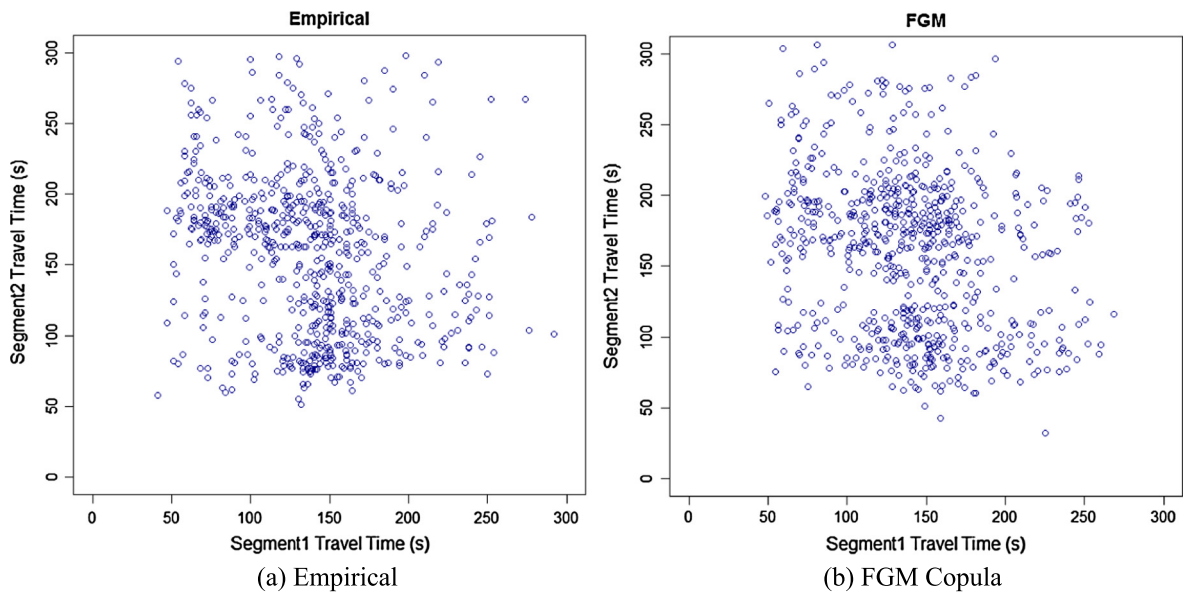 Empirical
Segment2 Travel Time (s)
300
250
200
150
100
50
0
0 50 100 150 200 250 300
Segment1 Travel Time (s)
(a) Empirical
FGM
Segment2 Travel Time (s)
300
250
200
150
100
50
0
0 50 100 150 200 250 300
Segment1 Travel Time (s)
(b) FGM Copula